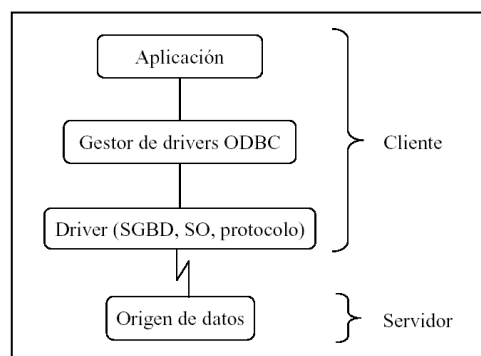 Aplicación
Gestor de drivers ODBC
Cliente
Driver (SGBD, SO, protocolo)
Origen de datos
Servidor